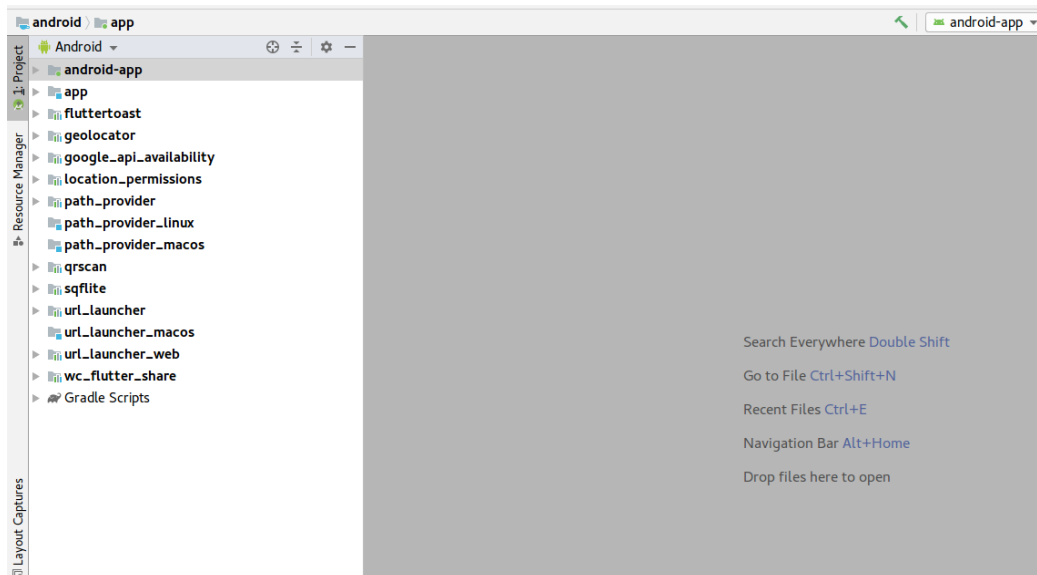 android app
android-app
1: Project
Resource Manager
Layout Captures
Android
android-app
app
fluttertoast
geolocator
google_api_availability
location_permissions
path_provider
path_provider_linux
path_provider_macos
qrscan
sqflite
url_launcher
url_launcher_macos
url_launcher_web
wc_flutter_share
Gradle Scripts
Search Everywhere Double Shift
Go to File Ctrl+Shift+N
Recent Files Ctrl+E
Navigation Bar Alt+Home
Drop files here to open